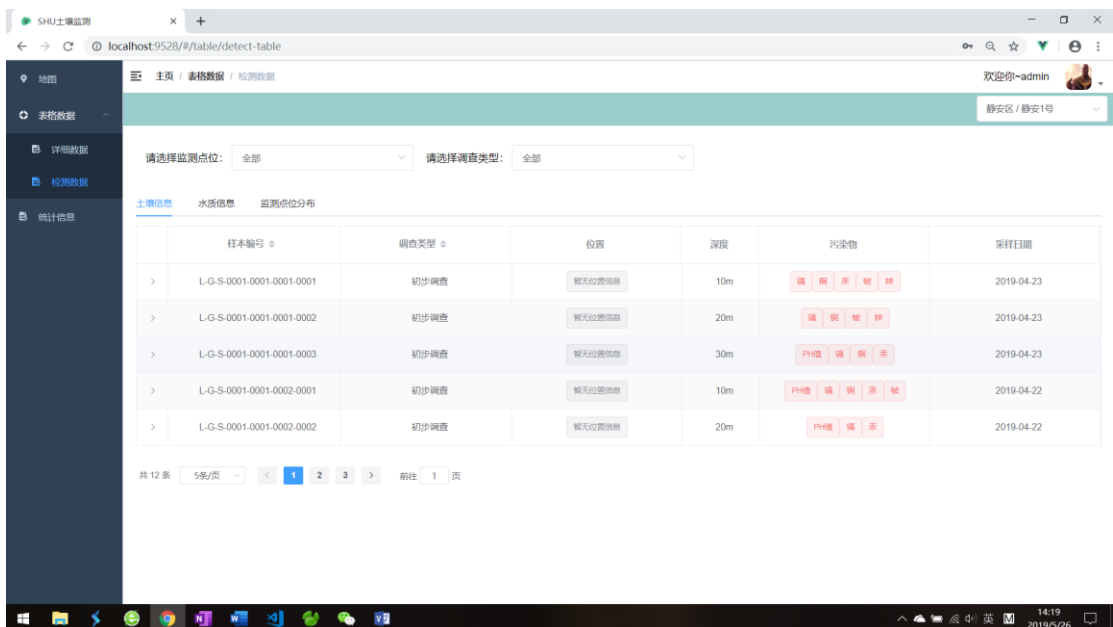 SHU土壤监测
localhost:9528/#/table/detect-table
地图
主页 / 表格数据 / 检测数据
欢迎你~admin
表格数据
静安区 / 静安1号
详细数据
请选择监测点位: 全部 请选择调查类型: 全部
检测数据
土壤信息 水质信息 监测点位分布
统计信息
样本编号 调查类型 位置 深度 污染物 采样日期
L-G-S-0001-0001-0001-0001 初步调查 暂无位置信息 10m 镉 铜 汞 铍 锌 2019-04-23
L-G-S-0001-0001-0001-0002 初步调查 暂无位置信息 20m 镉 铜 铍 锌 2019-04-23
L-G-S-0001-0001-0001-0003 初步调查 暂无位置信息 30m PH值 镉 铜 汞 2019-04-23
L-G-S-0001-0001-0002-0001 初步调查 暂无位置信息 10m PH值 镉 铜 汞 铍 2019-04-22
L-G-S-0001-0001-0002-0002 初步调查 暂无位置信息 20m PH值 镉 汞 2019-04-22
共 12 条 5条/页 1 2 3 前往 1 页
英 14:19
2019/5/26